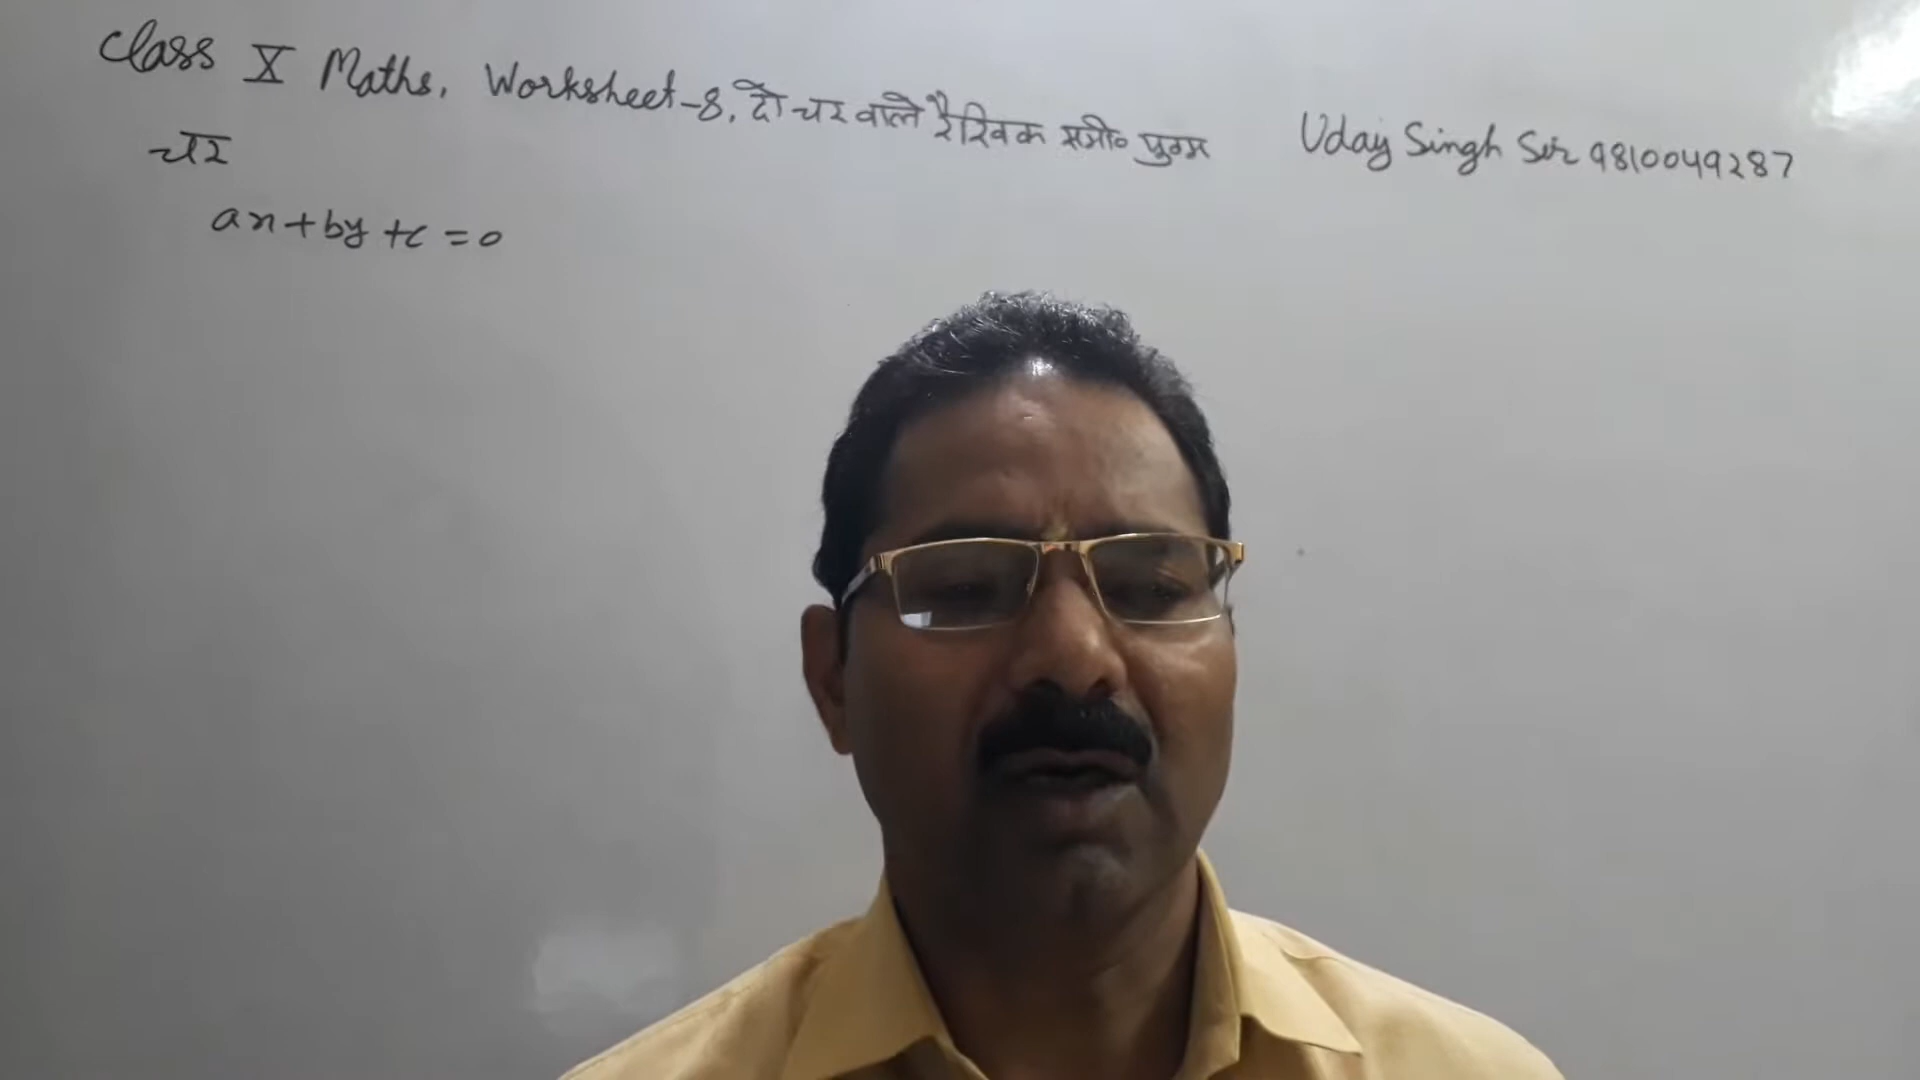 Class X Maths, Worksheet-8, दो चर वाले रैखिक समी० युग्म Uday Singh Sir 9810049287
चर
ax+by+c=0